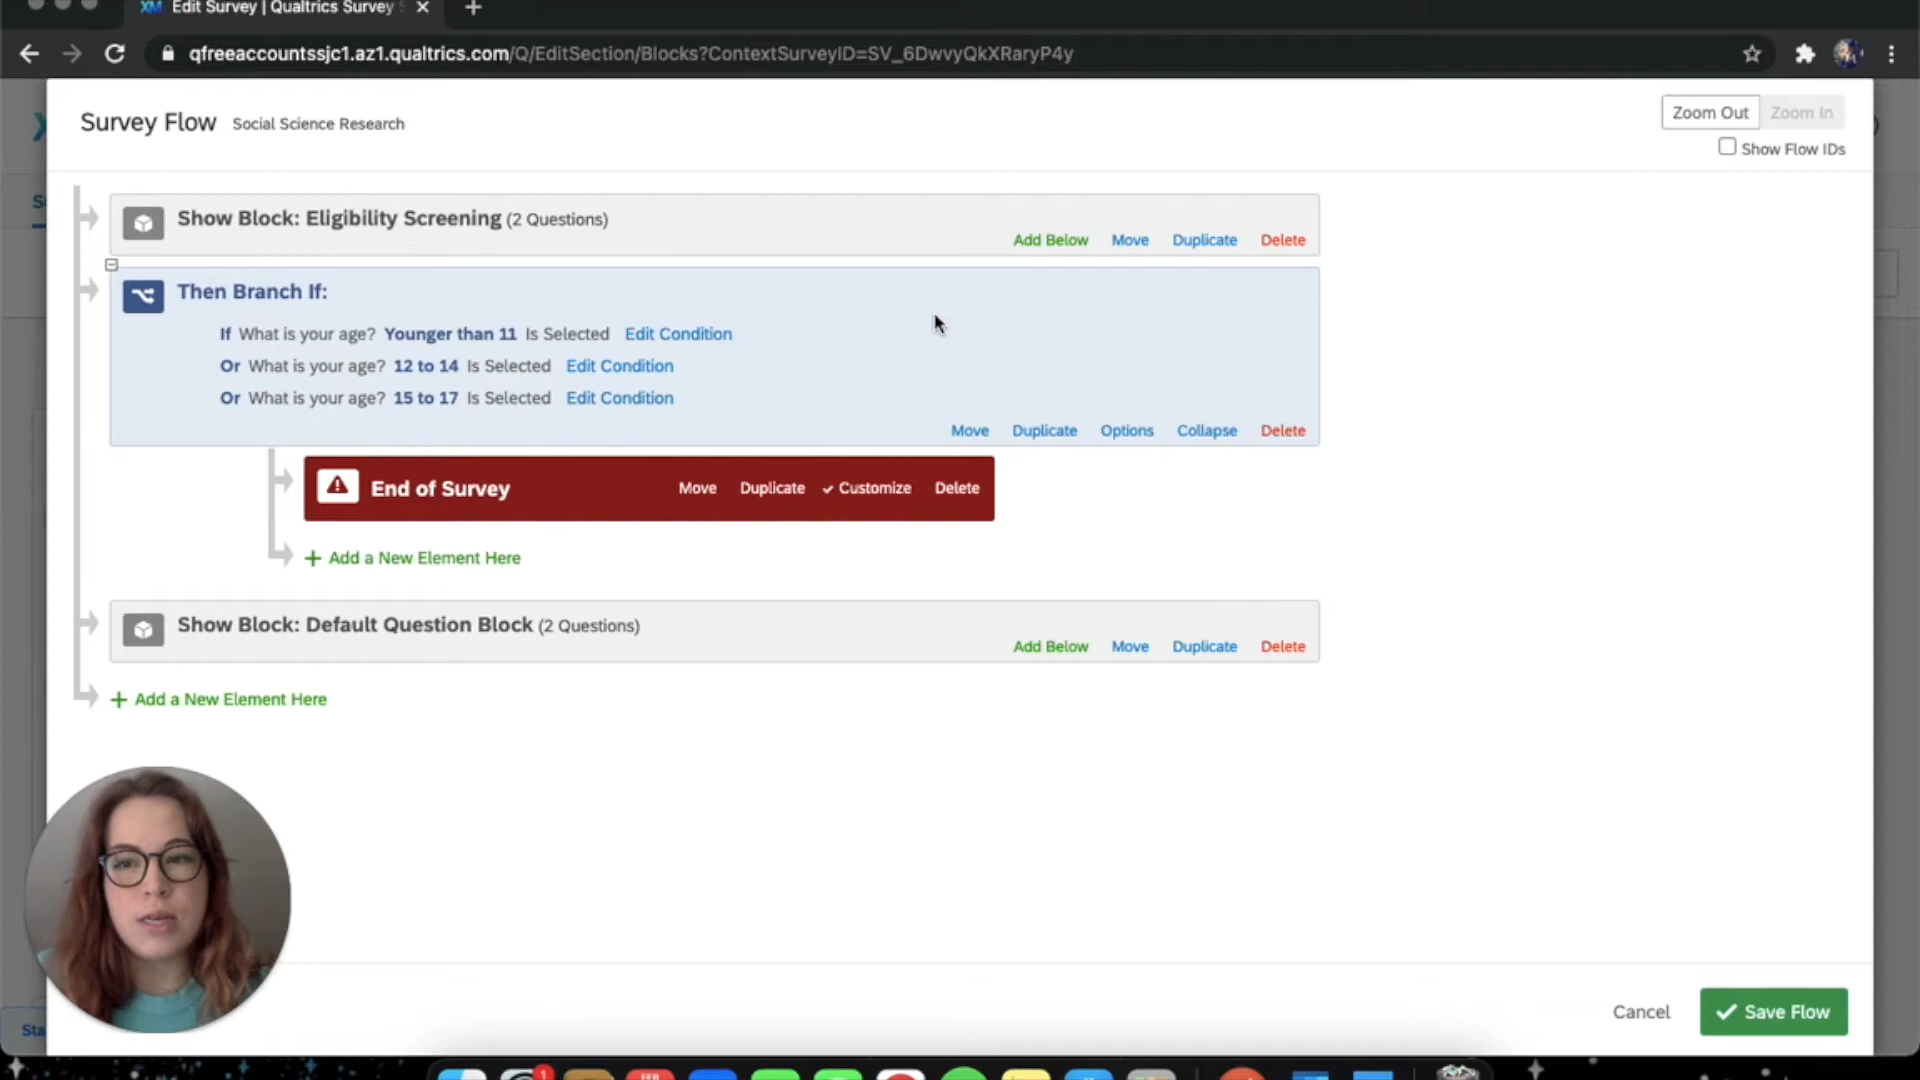 XM Edit Survey | Qualtrics Survey
qfreeaccountssjc1.az1.qualtrics.com/Q/EditSection/Blocks?ContextSurveyID=SV_6DwvyQkXRaryP4y
Survey Flow Social Science Research
Zoom Out Zoom In
Show Flow IDs
Show Block: Eligibility Screening (2 Questions)
Add Below Move Duplicate Delete
Then Branch If:
If What is your age? Younger than 11 Is Selected Edit Condition
Or What is your age? 12 to 14 Is Selected Edit Condition
Or What is your age? 15 to 17 Is Selected Edit Condition
Move Duplicate Options Collapse Delete
End of Survey Move Duplicate Customize Delete
+ Add a New Element Here
Show Block: Default Question Block (2 Questions)
Add Below Move Duplicate Delete
+ Add a New Element Here
Cancel Save Flow
Sta
1